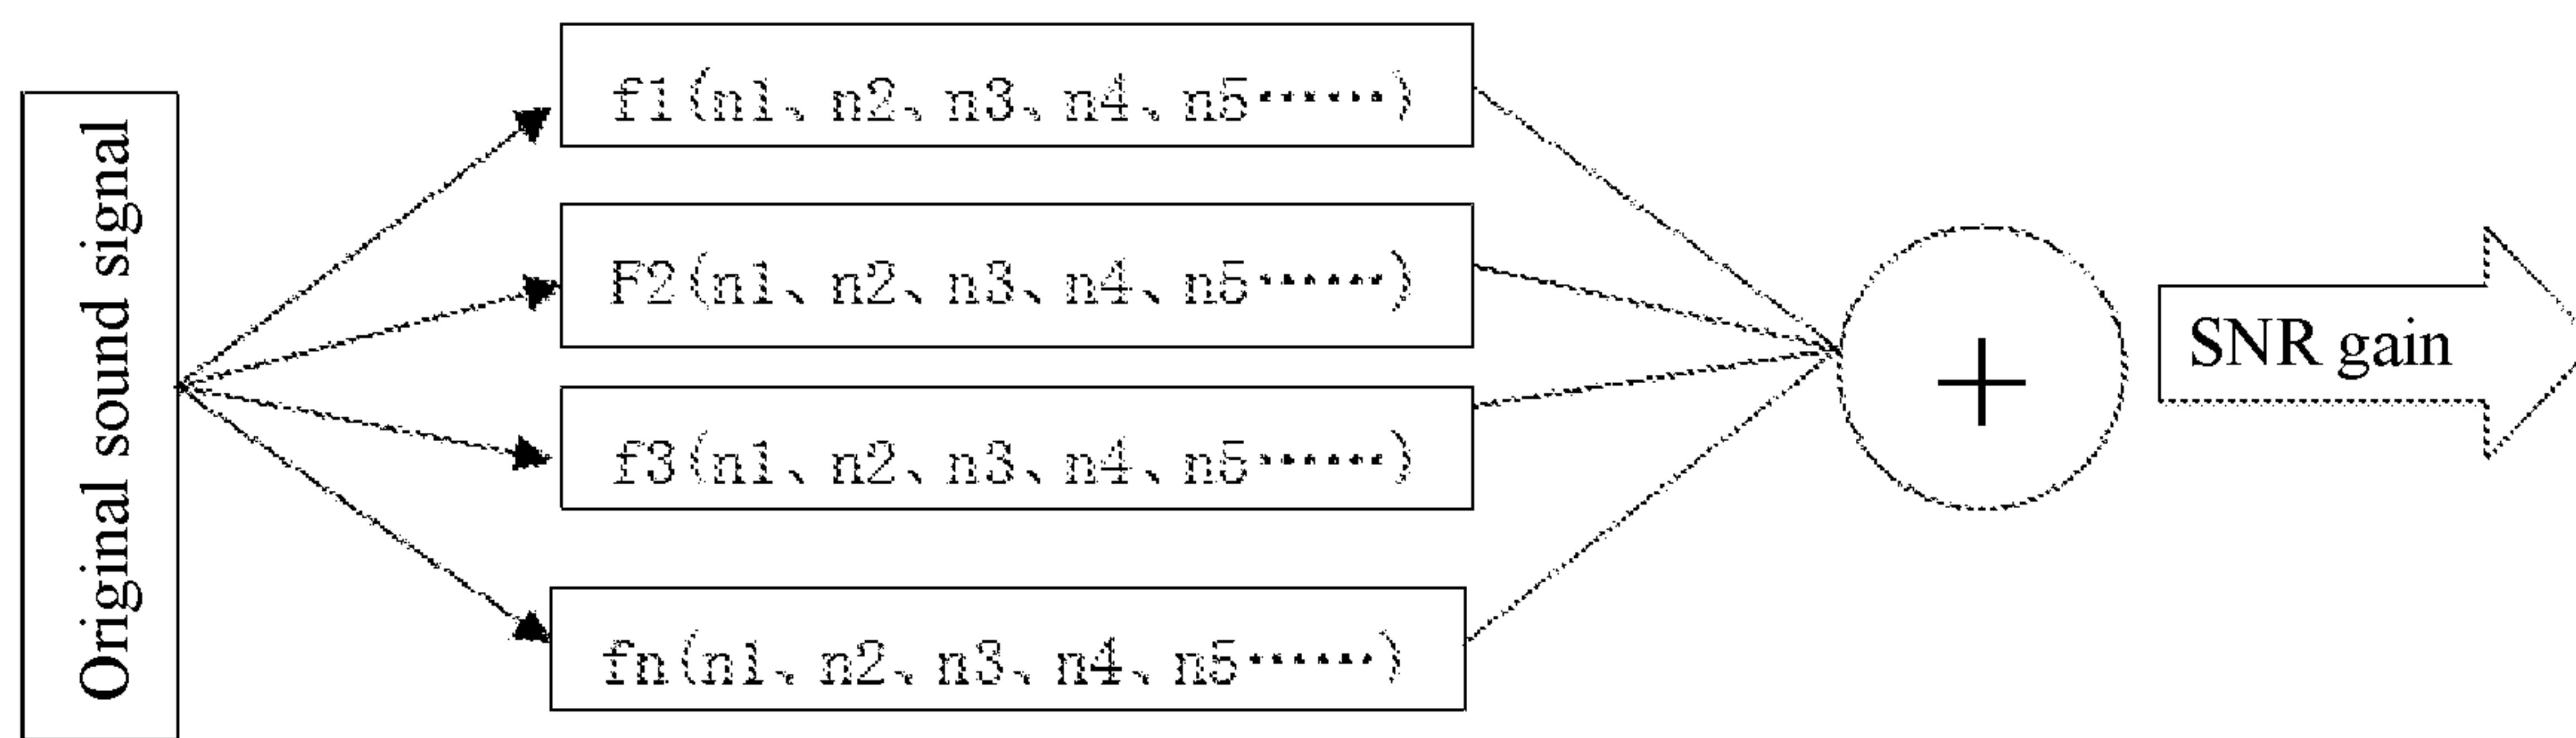 Original sound signal
f1(n1、n2、n3、n4、n5······)
F2(n1、n2、n3、n4、n5······)
f3(n1、n2、n3、n4、n5······)
fn(n1、n2、n3、n4、n5······)
+
SNR gain